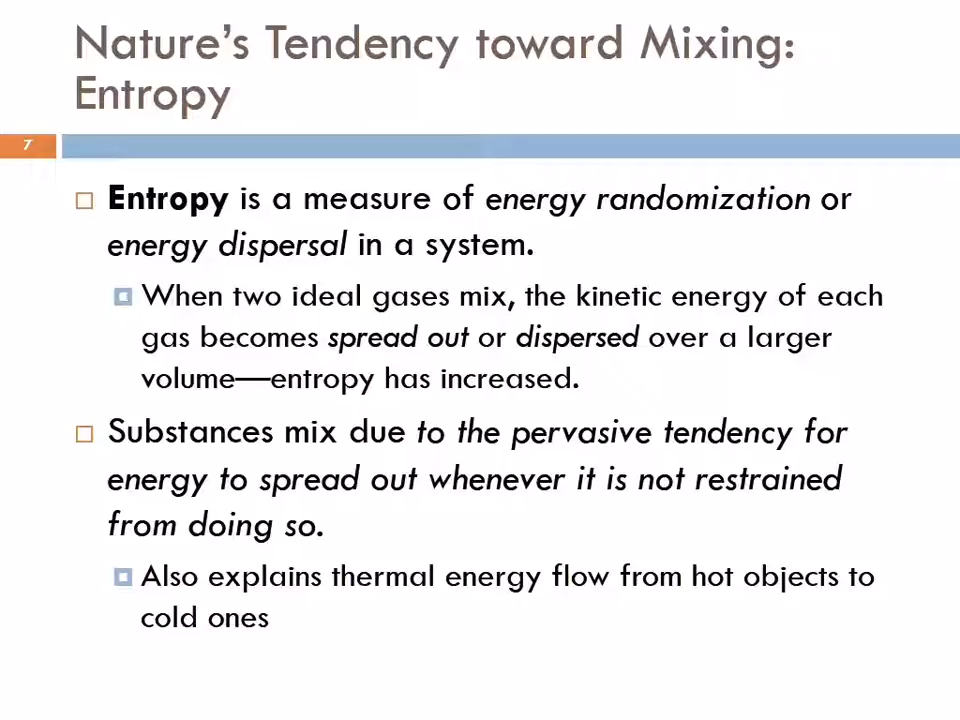 Nature's Tendency toward Mixing:
Entropy
7
Entropy is a measure of energy randomization or
energy dispersal in a system.
When two ideal gases mix, the kinetic energy of each
gas becomes spread out or dispersed over a larger
volume—entropy has increased.
Substances mix due to the pervasive tendency for
energy to spread out whenever it is not restrained
from doing so.
Also explains thermal energy flow from hot objects to
cold ones